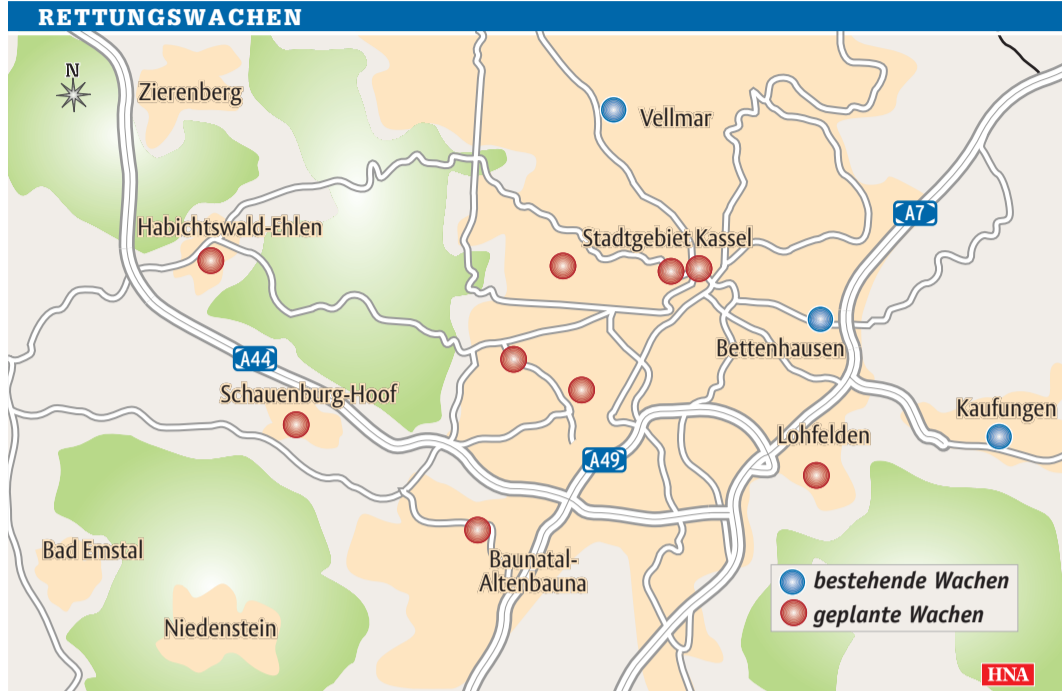 RETTUNGSWACHEN
N
Zierenberg
Vellmar
Habichtswald-Ehlen
Stadtgebiet Kassel
A7
A44
Bettenhausen
Schauenburg-Hoof
Kaufungen
Lohfelden
A49
Bad Emstal
Baunatal-
Altenbauna
Niedenstein
bestehende Wachen
geplante Wachen
HNA